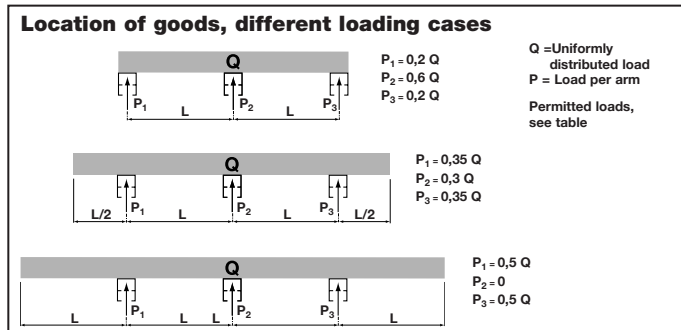 Location of goods, different loading cases
Q
P₁ L P₂ L P₃
P₁ = 0,2 Q
P₂ = 0,6 Q
P₃ = 0,2 Q
Q =Uniformly
distributed load
P = Load per arm
Permitted loads,
see table
Q
L/2 P₁ L P₂ L P₃ L/2
P₁ = 0,35 Q
P₂ = 0,3 Q
P₃ = 0,35 Q
Q
L P₁ L L P₂ L P₃ L
P₁ = 0,5 Q
P₂ = 0
P₃ = 0,5 Q